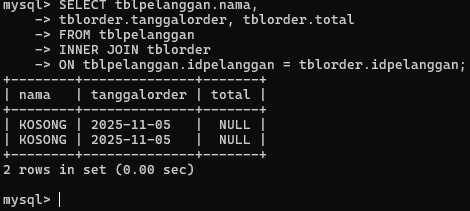 mysql> SELECT tblpelanggan.nama,
    -> tblorder.tanggalorder, tblorder.total
    -> FROM tblpelanggan
    -> INNER JOIN tblorder
    -> ON tblpelanggan.idpelanggan = tblorder.idpelanggan;
+--------+--------------+-------+
| nama   | tanggalorder | total |
+--------+--------------+-------+
| KOSONG | 2025-11-05   |  NULL |
| KOSONG | 2025-11-05   |  NULL |
+--------+--------------+-------+
2 rows in set (0.00 sec)
mysql>